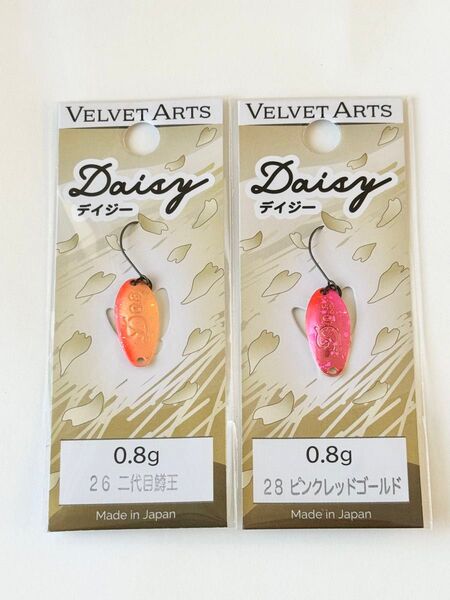 VELVET ARTS
Daisy
デイジー
0.8g
26 二代目鱒王
Made in Japan
VELVET ARTS
Daisy
デイジー
0.8g
28 ピンクレッドゴールド
Made in Japan